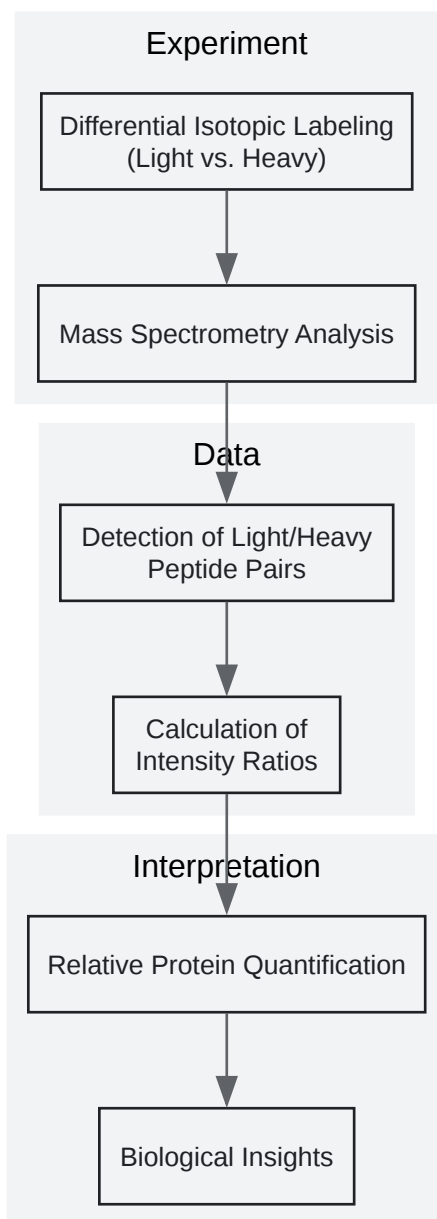 Experiment
Differential Isotopic Labeling
(Light vs. Heavy)
Mass Spectrometry Analysis
Data
Detection of Light/Heavy
Peptide Pairs
Calculation of
Intensity Ratios
Interpretation
Relative Protein Quantification
Biological Insights